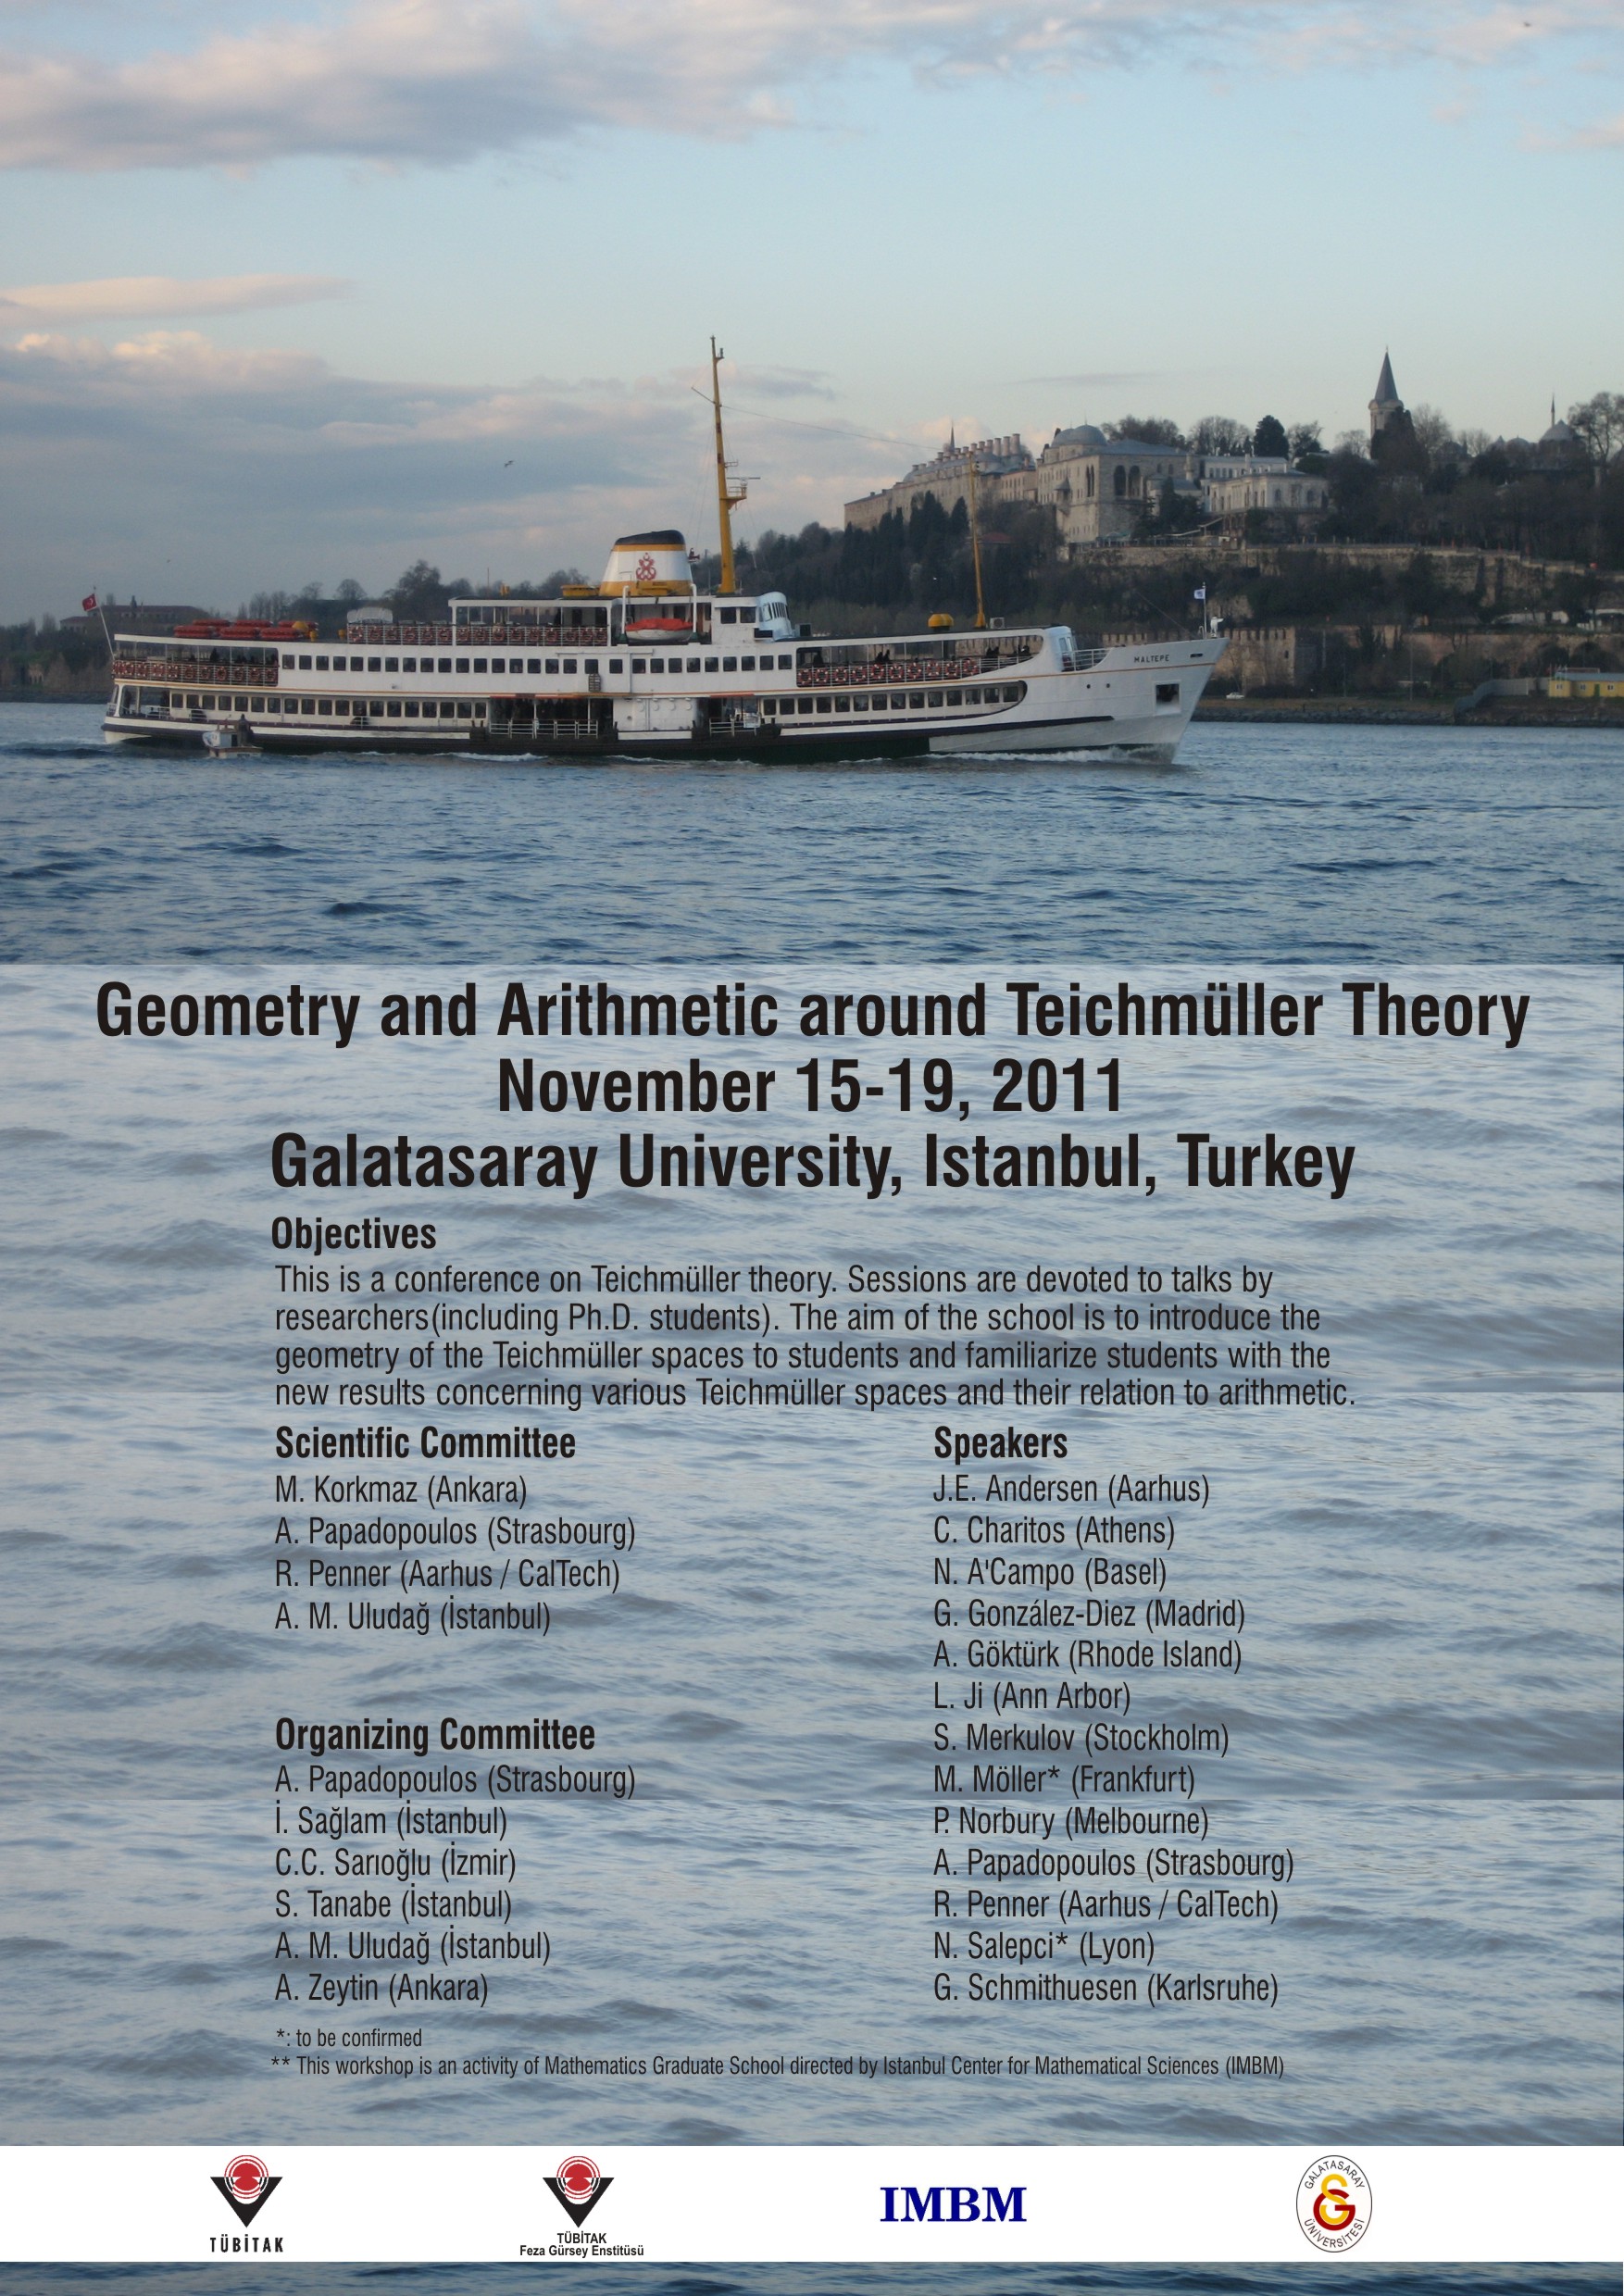 MALTEPE
Geometry and Arithmetic around Teichmüller Theory
November 15-19, 2011
Galatasaray University, Istanbul, Turkey
Objectives
This is a conference on Teichmüller theory. Sessions are devoted to talks by
researchers(including Ph.D. students). The aim of the school is to introduce the
geometry of the Teichmüller spaces to students and familiarize students with the
new results concerning various Teichmüller spaces and their relation to arithmetic.
Scientific Committee
M. Korkmaz (Ankara)
A. Papadopoulos (Strasbourg)
R. Penner (Aarhus / CalTech)
A. M. Uludağ (İstanbul)
Organizing Committee
A. Papadopoulos (Strasbourg)
İ. Sağlam (İstanbul)
C.C. Sarıoğlu (İzmir)
S. Tanabe (İstanbul)
A. M. Uludağ (İstanbul)
A. Zeytin (Ankara)
Speakers
J.E. Andersen (Aarhus)
C. Charitos (Athens)
N. A'Campo (Basel)
G. González-Diez (Madrid)
A. Göktürk (Rhode Island)
L. Ji (Ann Arbor)
S. Merkulov (Stockholm)
M. Möller* (Frankfurt)
P. Norbury (Melbourne)
A. Papadopoulos (Strasbourg)
R. Penner (Aarhus / CalTech)
N. Salepci* (Lyon)
G. Schmithuesen (Karlsruhe)
*: to be confirmed
** This workshop is an activity of Mathematics Graduate School directed by Istanbul Center for Mathematical Sciences (IMBM)
TÜBİTAK
TÜBİTAK
Feza Gürsey Enstitüsü
IMBM
GALATASARAY
ÜNİVERSİTESİ